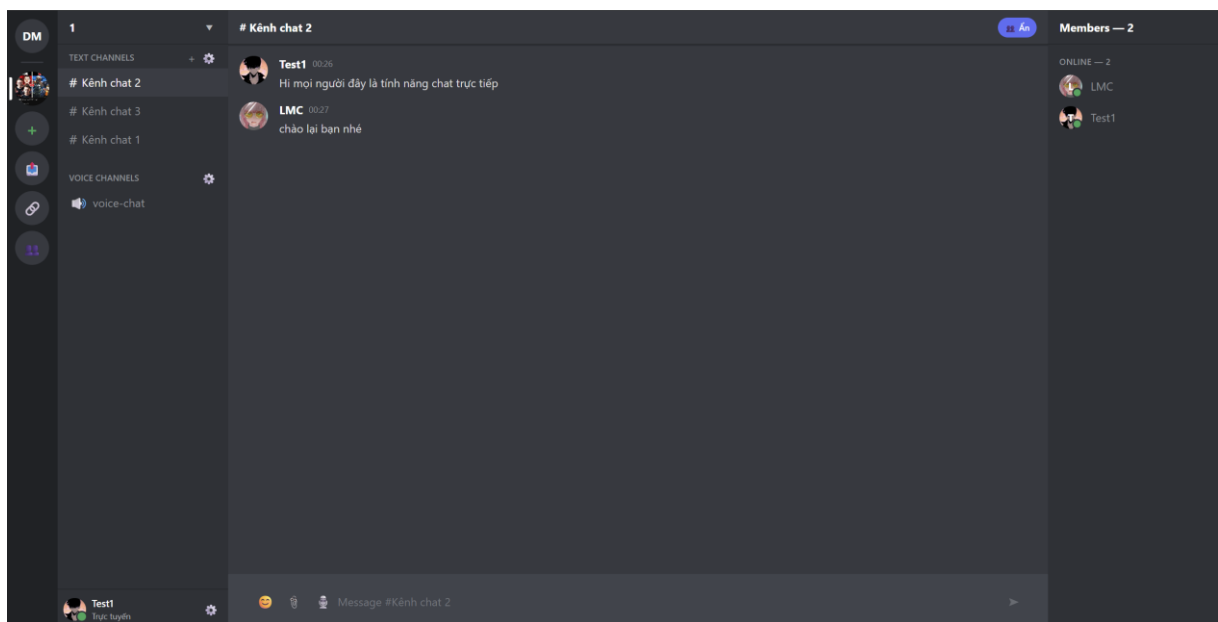 DM
1
TEXT CHANNELS
# Kênh chat 2
# Kênh chat 3
# Kênh chat 1
VOICE CHANNELS
voice-chat
Test1
Trực tuyến
# Kênh chat 2
Ẩn
Test1 00:26
Hi mọi người đây là tính năng chat trực tiếp
LMC 00:27
chào lại bạn nhé
Message #Kênh chat 2
Members — 2
ONLINE — 2
LMC
Test1